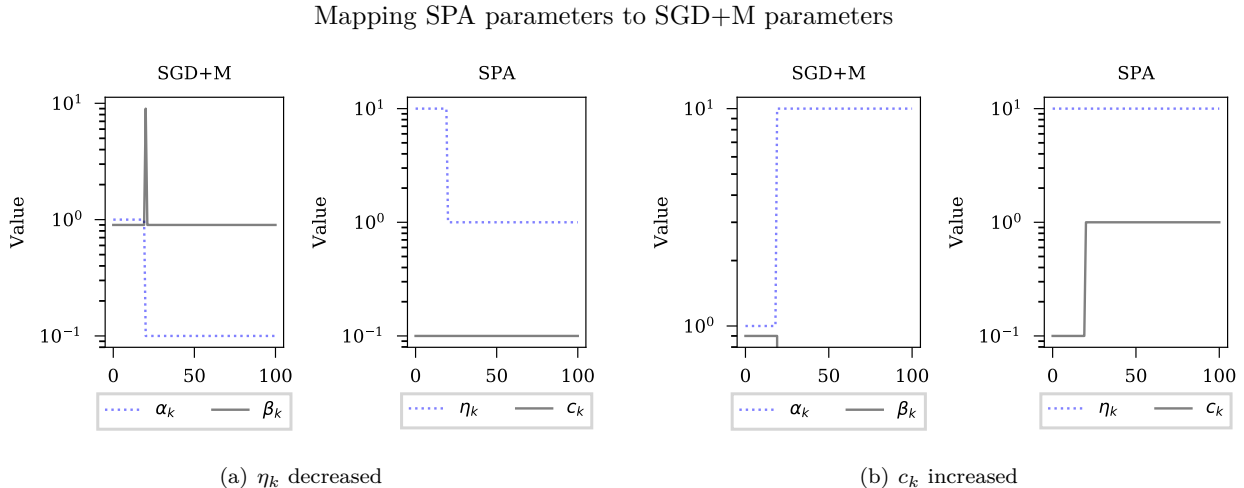 Mapping SPA parameters to SGD+M parameters
SGD+M
SPA
SGD+M
SPA
Value
10^1
10^0
10^−1
0 50 100
α_k β_k
Value
10^1
10^0
10^−1
0 50 100
η_k c_k
Value
10^1
10^0
0 50 100
α_k β_k
Value
10^1
10^0
10^−1
0 50 100
η_k c_k
(a) η_k decreased
(b) c_k increased